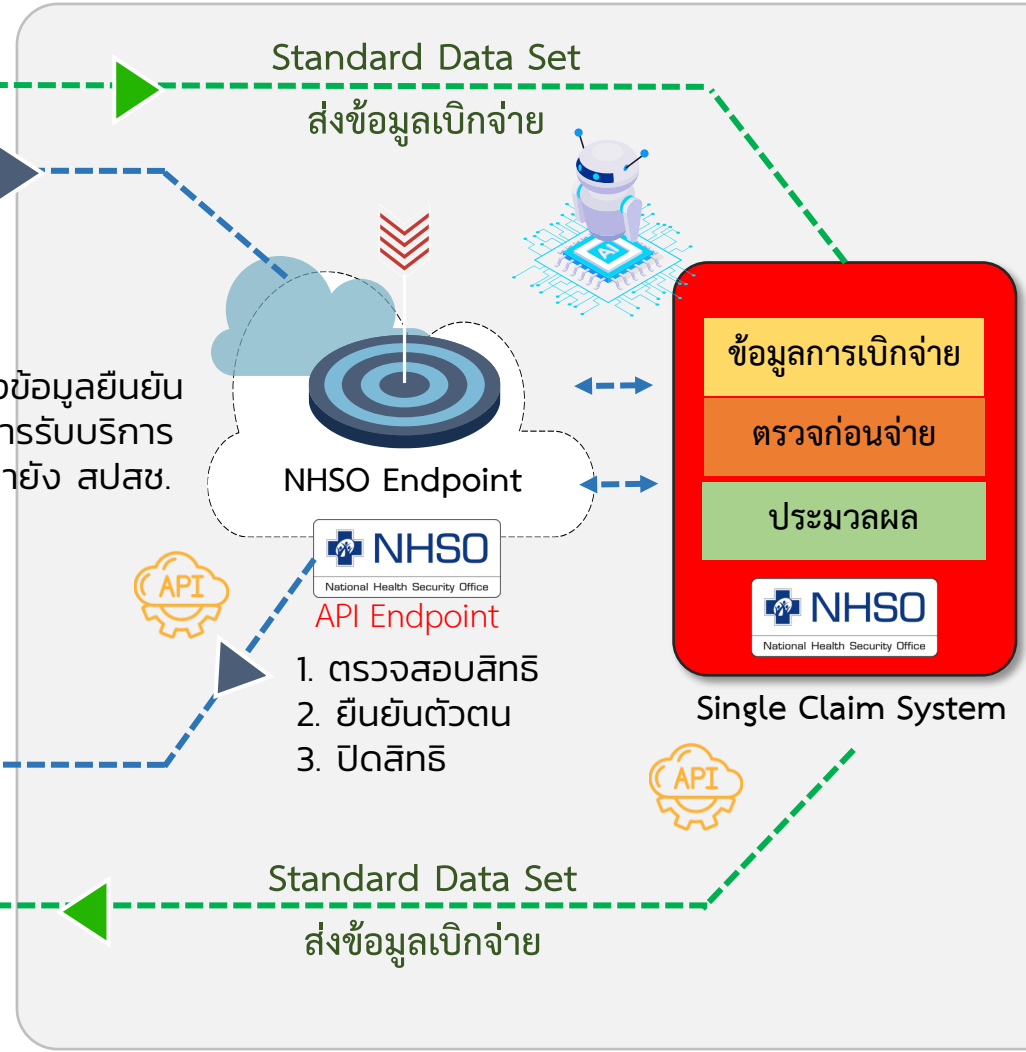 Standard Data Set
ส่งข้อมูลเบิกจ่าย
AI
ข้อมูลการเบิกจ่าย
ตรวจก่อนจ่าย
ประมวลผล
NHSO
National Health Security Office
Single Claim System
ข้อมูลยืนยัน
การรับบริการ
มายัง สปสช.
NHSO Endpoint
NHSO
National Health Security Office
API Endpoint
API
1. ตรวจสอบสิทธิ
2. ยืนยันตัวตน
3. ปิดสิทธิ
API
Standard Data Set
ส่งข้อมูลเบิกจ่าย